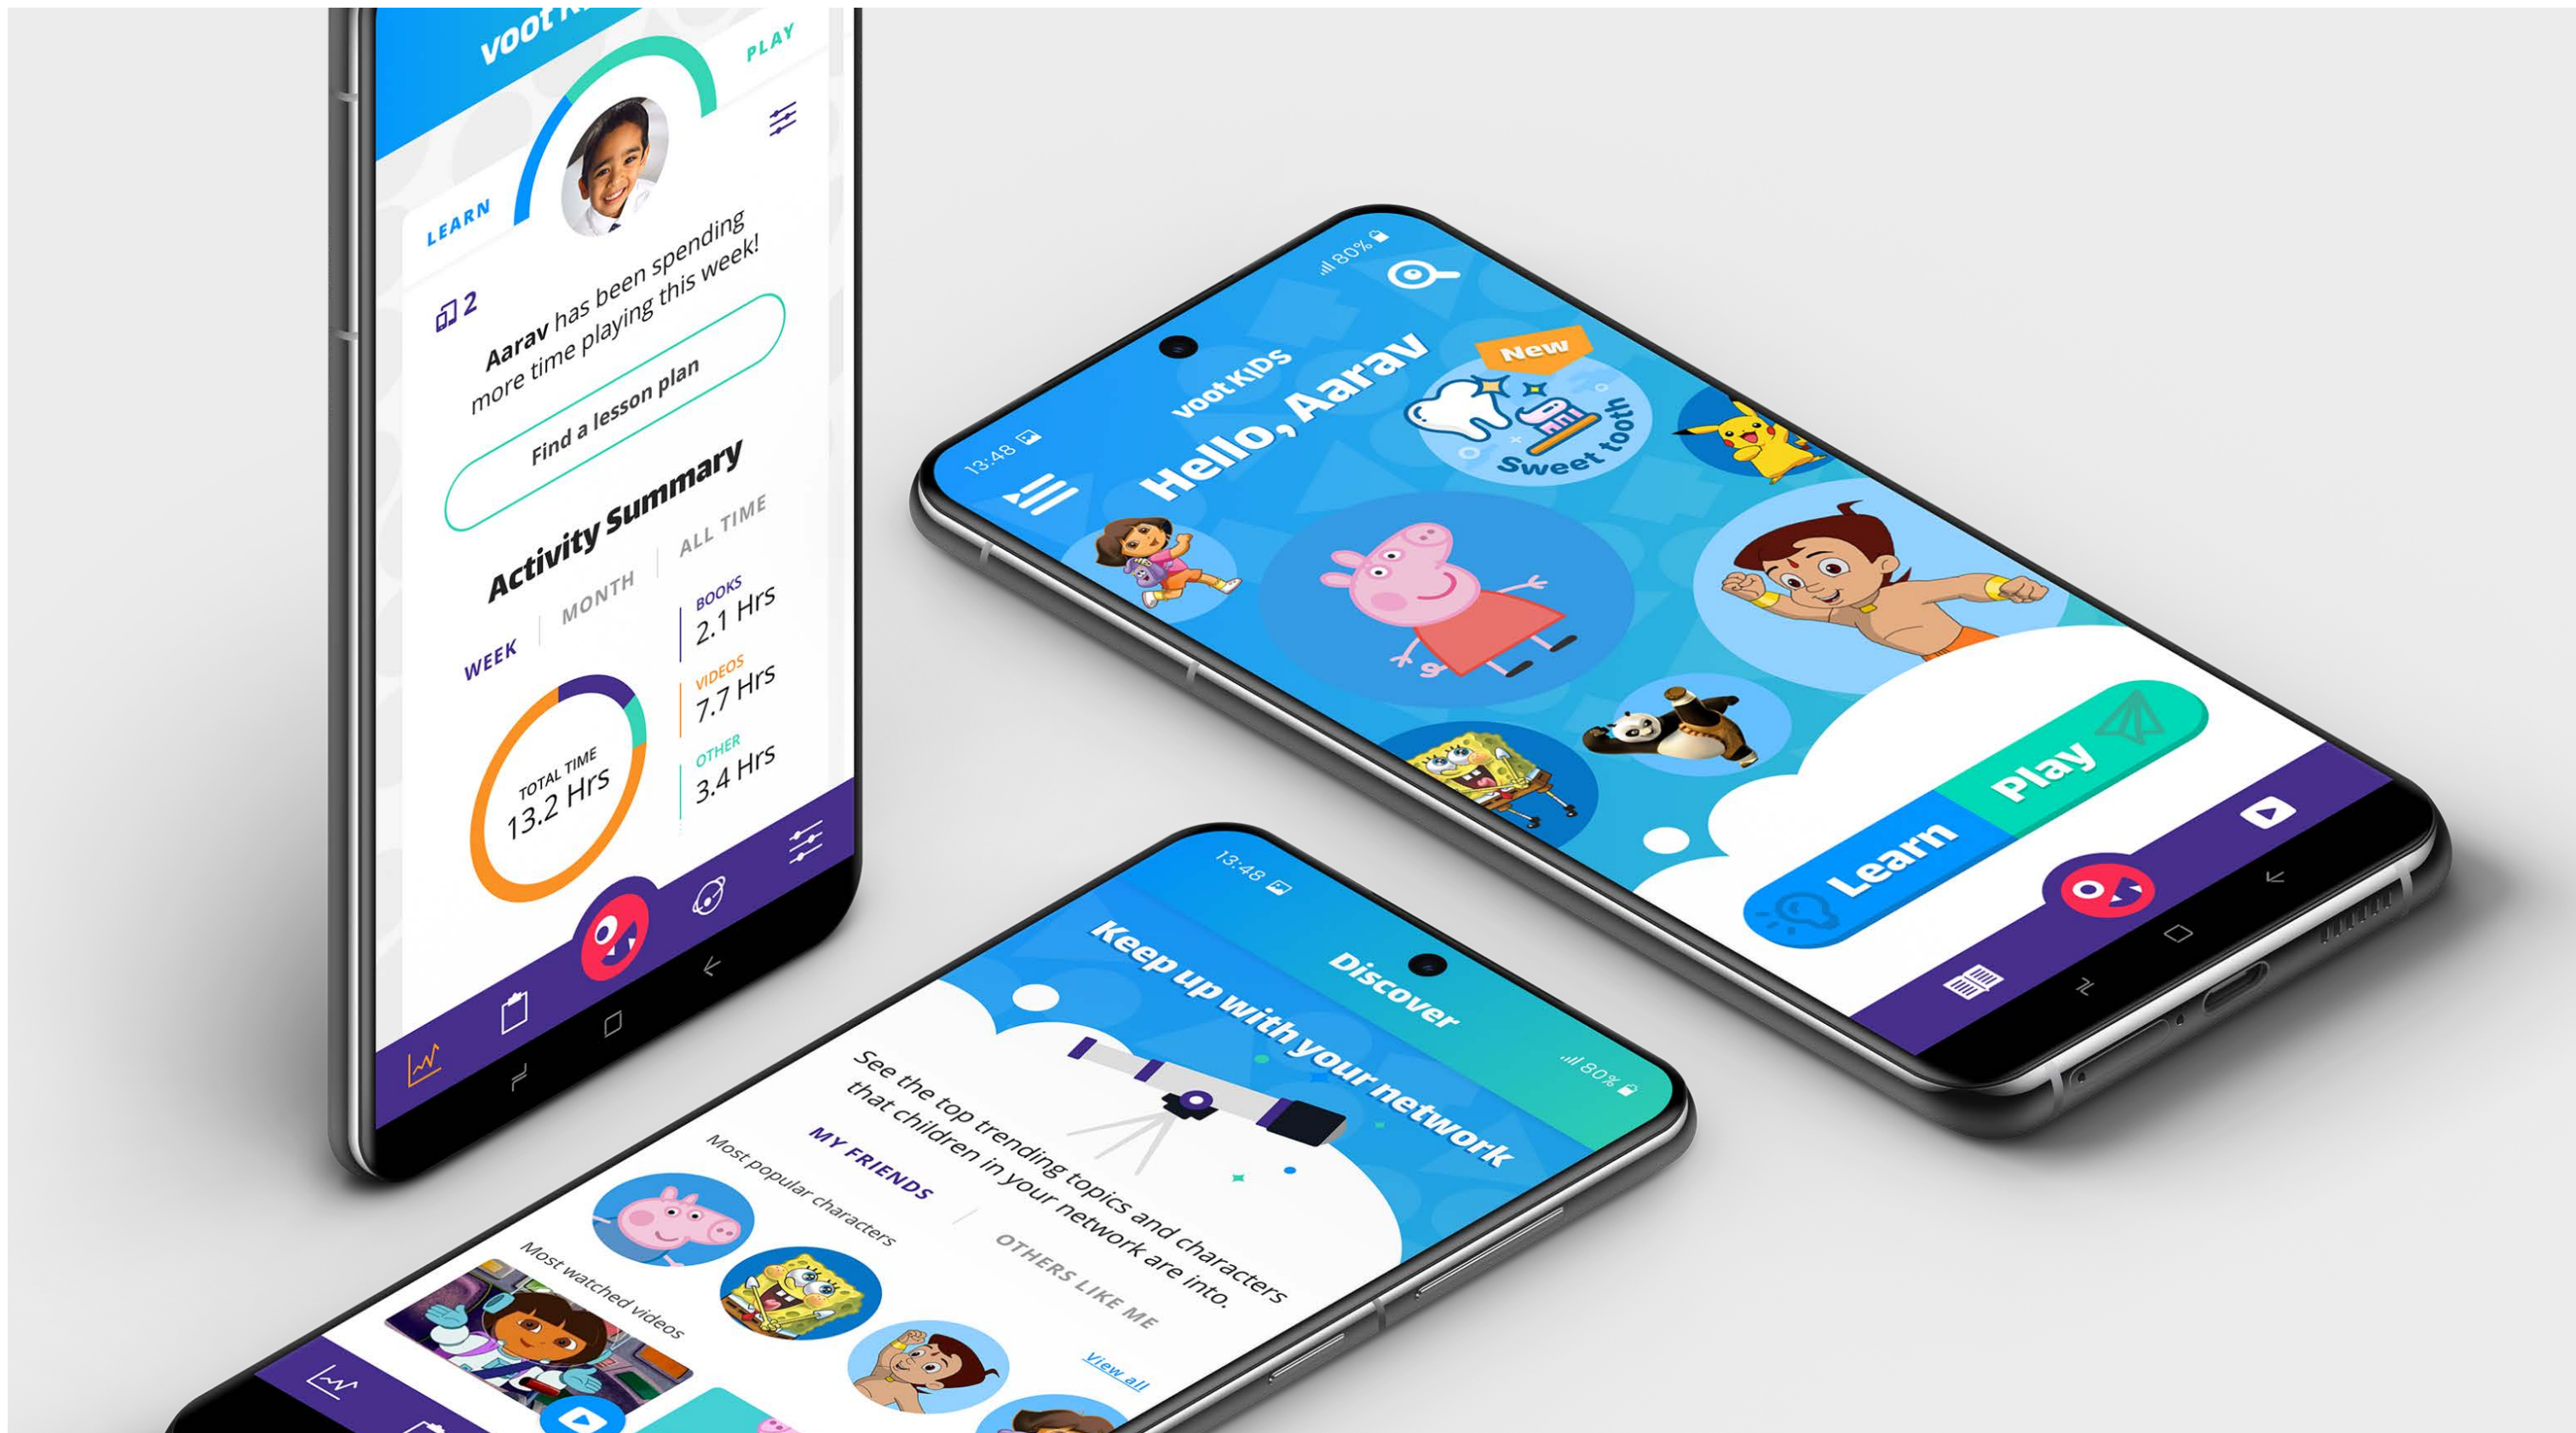 voot
PLAY
LEARN
2
Aarav has been spending
more time playing this week!
Find a lesson plan
Activity Summary
WEEK
MONTH
ALL TIME
TOTAL TIME
13.2 Hrs
BOOKS
2.1 Hrs
VIDEOS
7.7 Hrs
OTHER
3.4 Hrs
13:48
80%
voot KIDS
Hello, Aarav
New
Sweet tooth
Learn
Play
13:48
80%
Discover
Keep up with your network
See the top trending topics and characters
that children in your network are into.
MY FRIENDS
OTHERS LIKE ME
Most popular characters
View all
Most watched videos